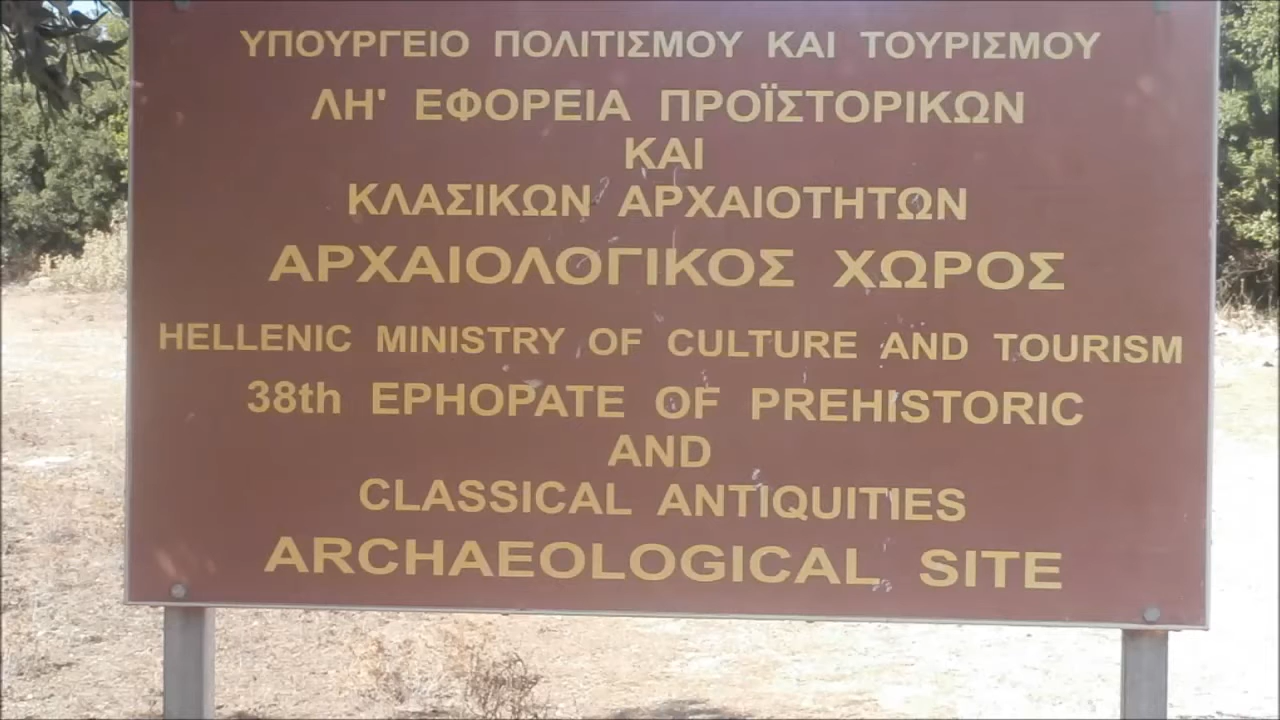 ΥΠΟΥΡΓΕΙΟ ΠΟΛΙΤΙΣΜΟΥ ΚΑΙ ΤΟΥΡΙΣΜΟΥ
ΛΗ' ΕΦΟΡΕΙΑ ΠΡΟΪΣΤΟΡΙΚΩΝ
ΚΑΙ
ΚΛΑΣΙΚΩΝ ΑΡΧΑΙΟΤΗΤΩΝ
ΑΡΧΑΙΟΛΟΓΙΚΟΣ ΧΩΡΟΣ
HELLENIC MINISTRY OF CULTURE AND TOURISM
38th EPHOPATE OF PREHISTORIC
AND
CLASSICAL ANTIQUITIES
ARCHAEOLOGICAL SITE